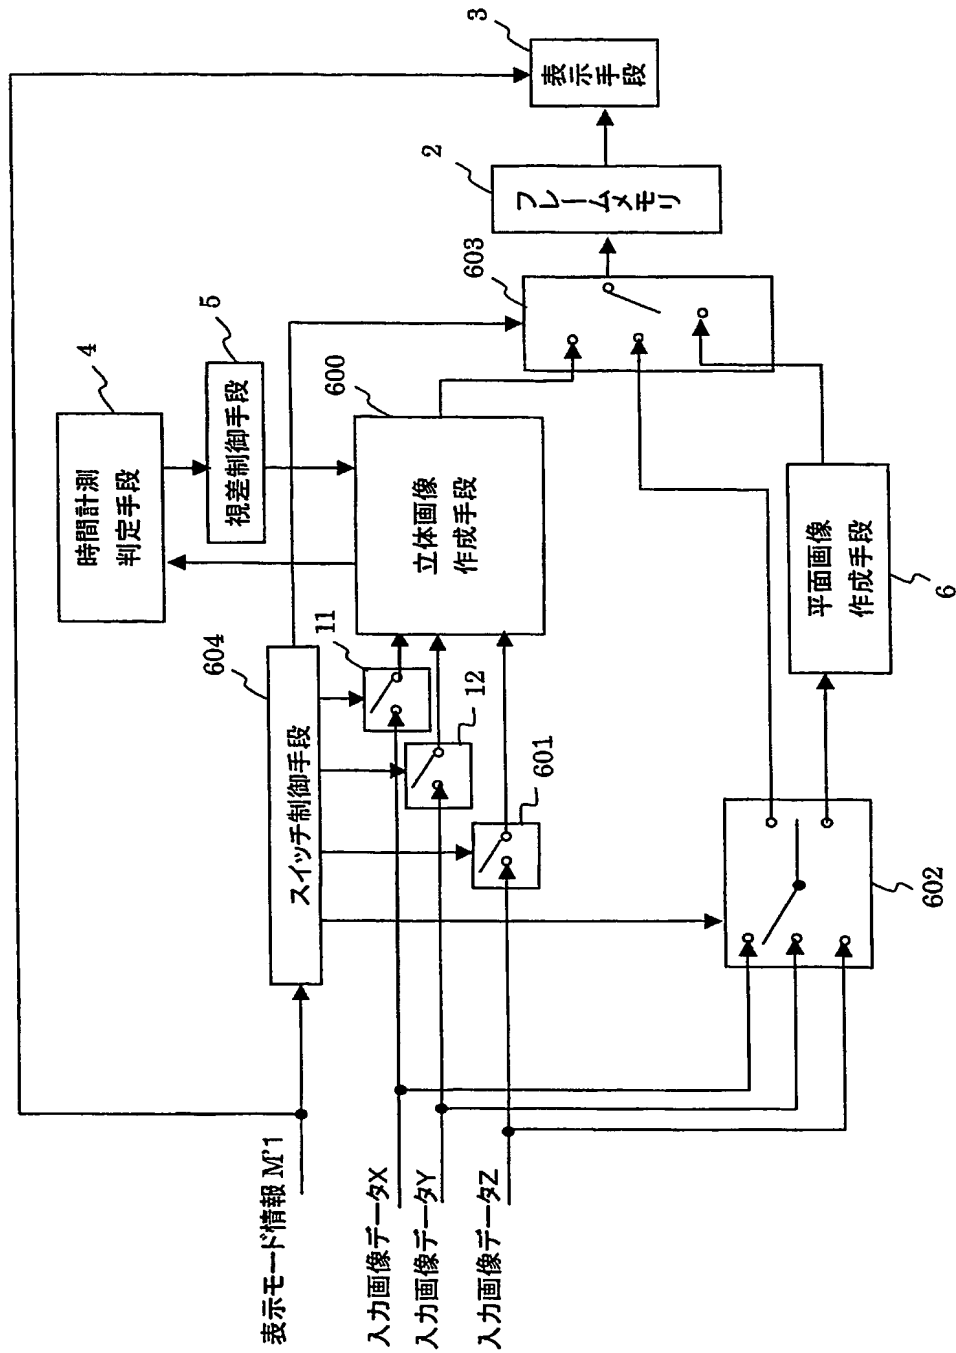 表示モード情報 M'1
入力画像データX
入力画像データY
入力画像データZ
スイッチ制御手段
604
11
12
601
602
時間計測
判定手段
4
視差制御手段
5
立体画像
作成手段
600
平面画像
作成手段
6
603
フレームメモリ
2
表示手段
3